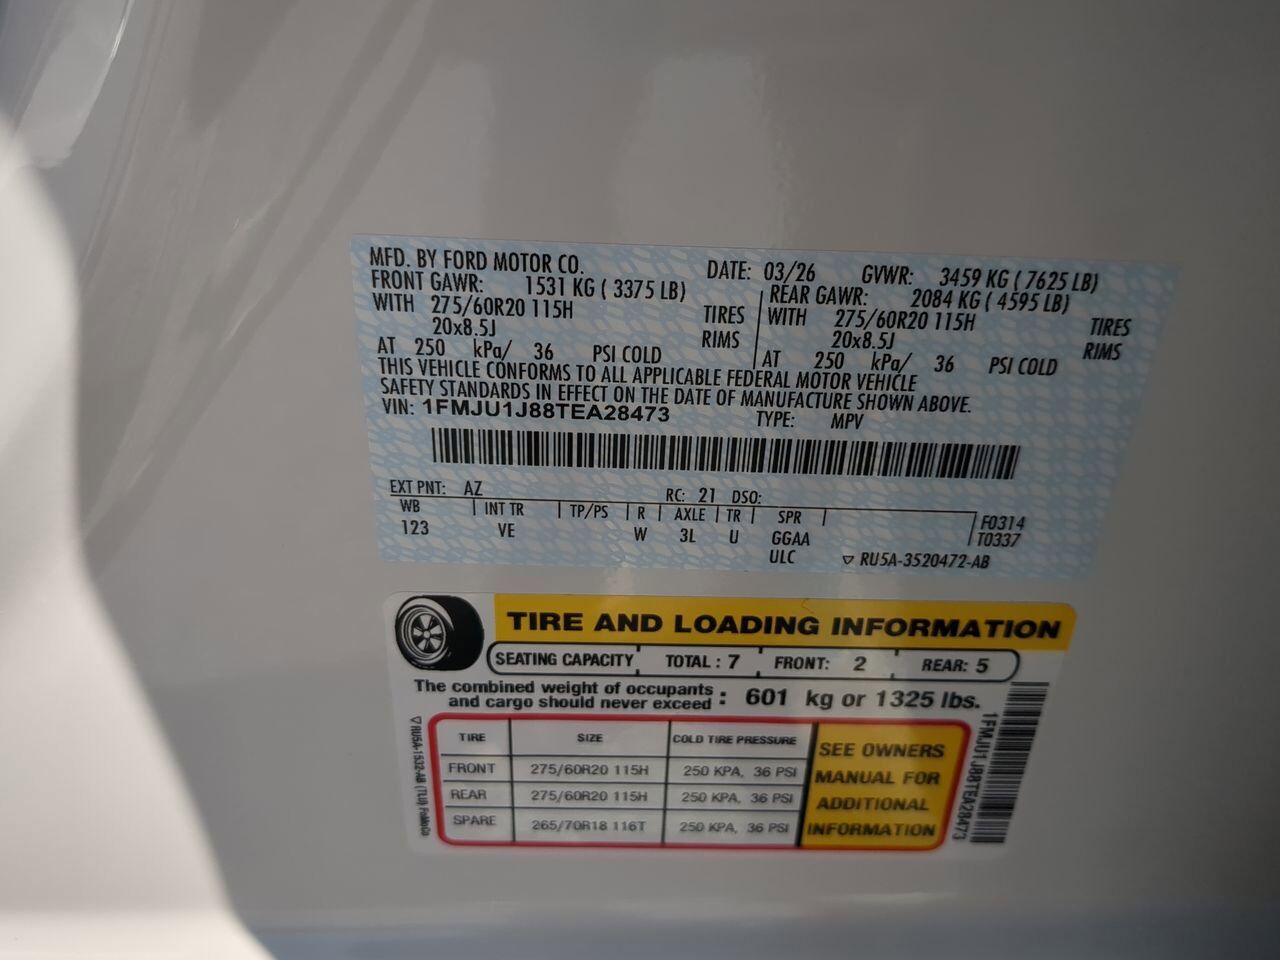 MFD. BY FORD MOTOR CO. DATE: 03/26 GVWR: 3459 KG ( 7625 LB)
FRONT GAWR: 1531 KG ( 3375 LB) REAR GAWR: 2084 KG ( 4595 LB)
WITH 275/60R20 115H TIRES WITH 275/60R20 115H TIRES
20x8.5J RIMS 20x8.5J RIMS
AT 250 kPa/ 36 PSI COLD AT 250 kPa/ 36 PSI COLD
THIS VEHICLE CONFORMS TO ALL APPLICABLE FEDERAL MOTOR VEHICLE
SAFETY STANDARDS IN EFFECT ON THE DATE OF MANUFACTURE SHOWN ABOVE.
VIN: 1FMJU1J88TEA28473 TYPE: MPV
EXT PNT: AZ RC: 21 DSO:
WB INT TR TP/PS R AXLE TR SPR F0314
123 VE W 3L U GGAA T0337
ULC RU5A-3520472-AB
TIRE AND LOADING INFORMATION
SEATING CAPACITY TOTAL : 7 FRONT: 2 REAR: 5
The combined weight of occupants
and cargo should never exceed : 601 kg or 1325 lbs.
TIRE SIZE COLD TIRE PRESSURE
FRONT 275/60R20 115H 250 KPA, 36 PSI
REAR 275/60R20 115H 250 KPA, 36 PSI
SPARE 265/70R18 116T 250 KPA, 36 PSI
SEE OWNERS
MANUAL FOR
ADDITIONAL
INFORMATION
1FMJU1J88TEA28473
RU5A-1532-AB (TLU) FoMoCo